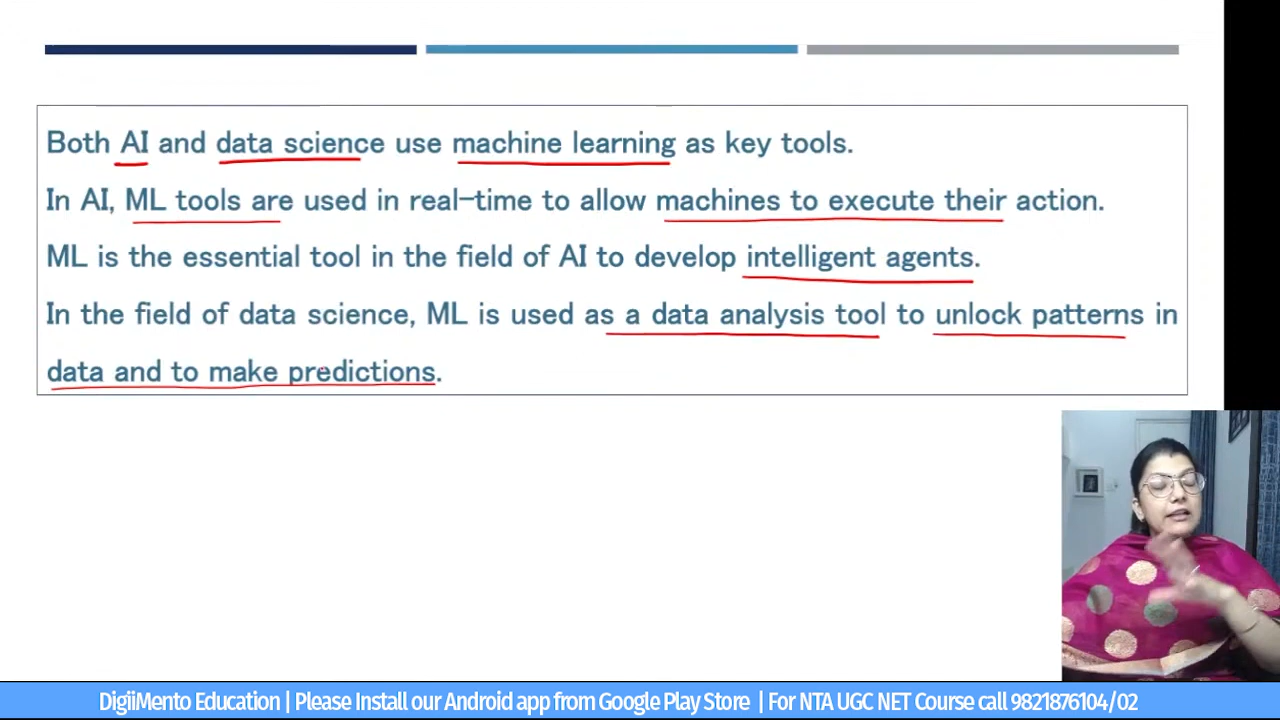 Both AI and data science use machine learning as key tools.
In AI, ML tools are used in real-time to allow machines to execute their action.
ML is the essential tool in the field of AI to develop intelligent agents.
In the field of data science, ML is used as a data analysis tool to unlock patterns in
data and to make predictions.
DigiiMento Education | Please Install our Android app from Google Play Store | For NTA UGC NET Course call 9821876104/02